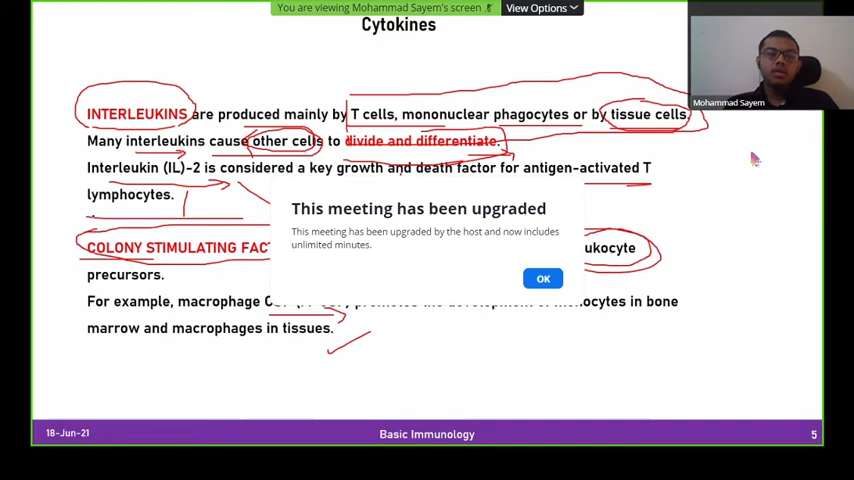 You are viewing Mohammad Sayem's screen
View Options
Cytokines
Mohammad Sayem
INTERLEUKINS are produced mainly by T cells, mononuclear phagocytes or by tissue cells.
Many interleukins cause other cells to divide and differentiate.
Interleukin (IL)-2 is considered a key growth and death factor for antigen-activated T
lymphocytes.
This meeting has been upgraded
This meeting has been upgraded by the host and now includes
unlimited minutes.
OK
COLONY STIMULATING
precursors.
For example, macrophage promotes the development of monocytes in bone
marrow and macrophages in tissues.
18-Jun-21
Basic Immunology
5